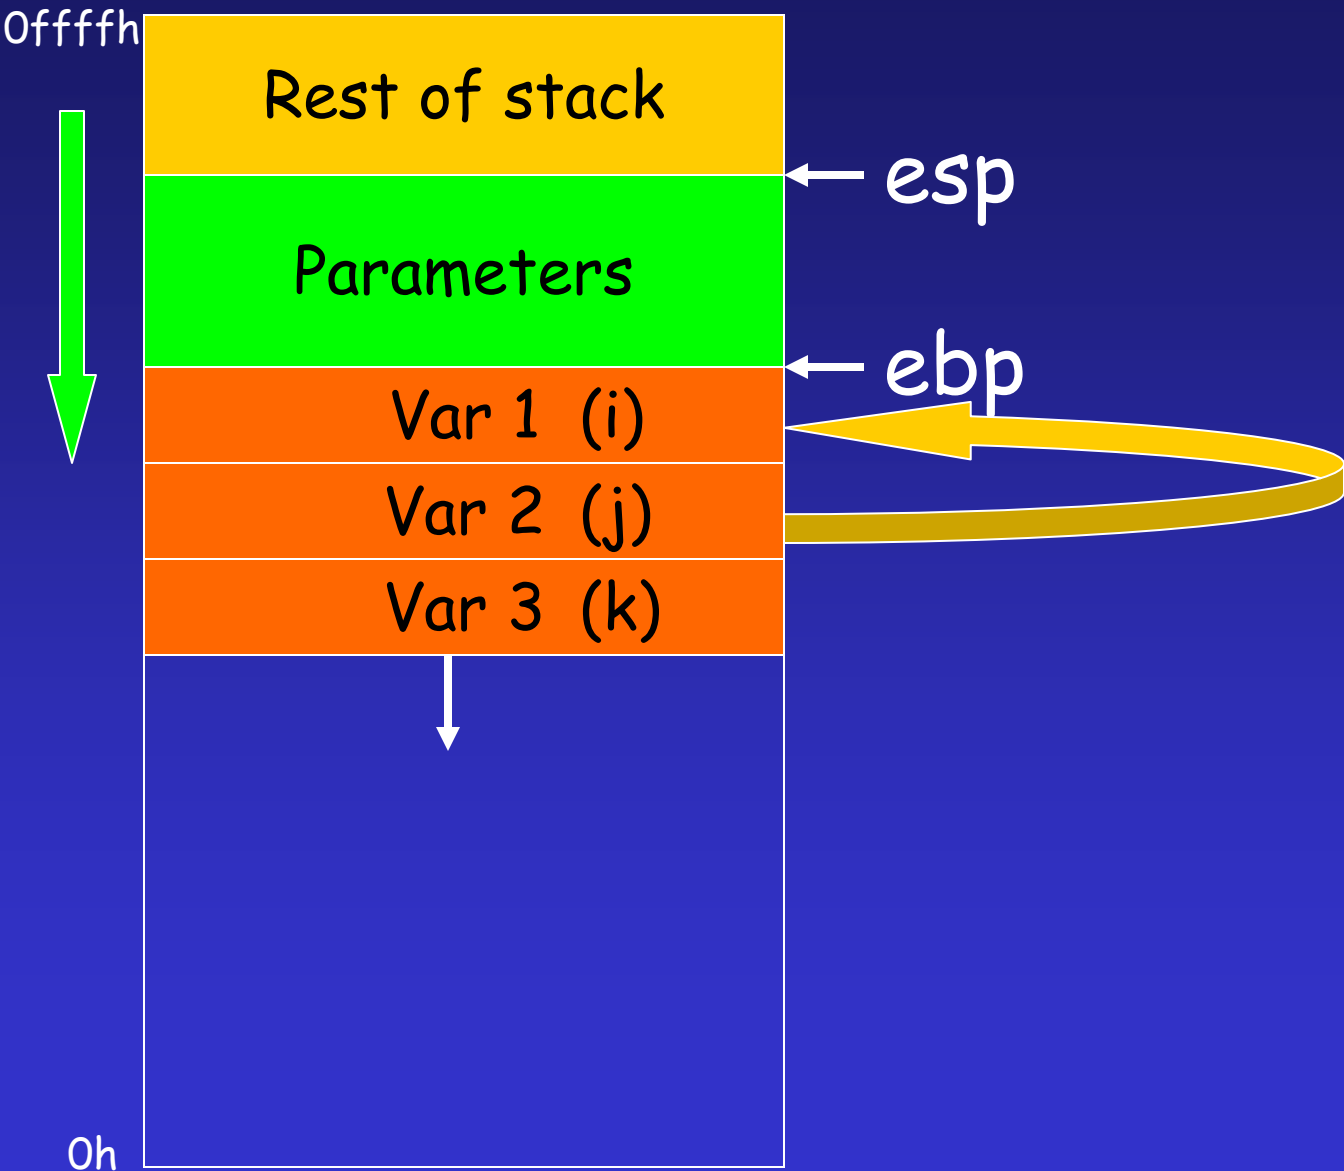 0ffffh
Rest of stack
esp
Parameters
ebp
Var 1 (i)
Var 2 (j)
Var 3 (k)
0h